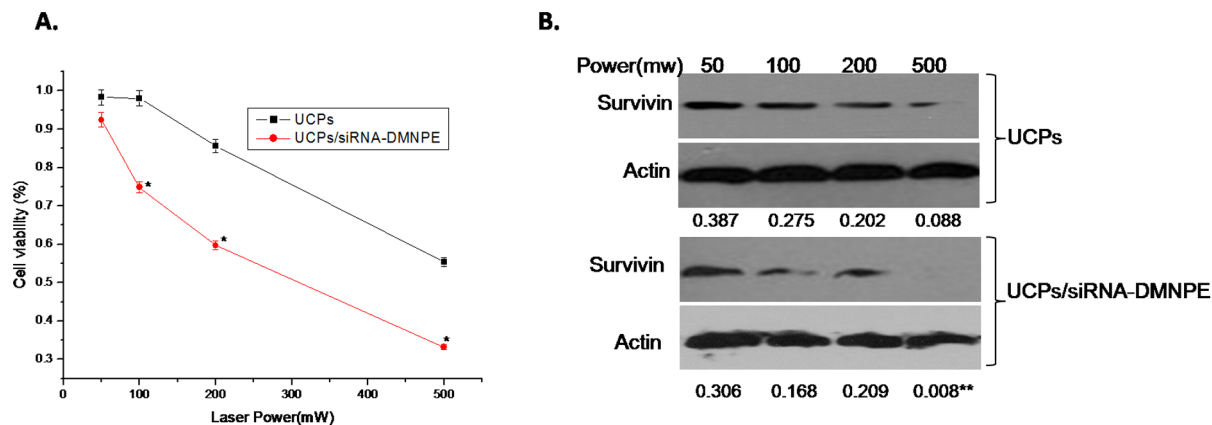 A.
1.0
0.9
0.8
0.7
0.6
0.5
0.4
0.3
Cell viability (%)
UCPs
UCPs/siRNA-DMNPE
*
*
*
0 100 200 300 400 500
Laser Power(mW)
B.
Power(mw) 50 100 200 500
Survivin
Actin
UCPs
0.387 0.275 0.202 0.088
Survivin
UCPs/siRNA-DMNPE
Actin
0.306 0.168 0.209 0.008**